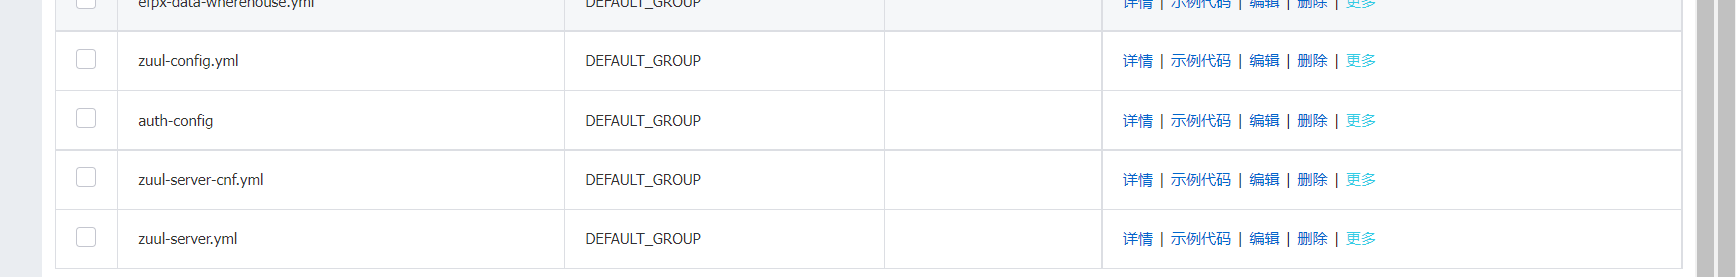 efpx-data-wherehouse.yml DEFAULT_GROUP 详情 | 示例代码 | 编辑 | 删除 | 更多
zuul-config.yml DEFAULT_GROUP 详情 | 示例代码 | 编辑 | 删除 | 更多
auth-config DEFAULT_GROUP 详情 | 示例代码 | 编辑 | 删除 | 更多
zuul-server-cnf.yml DEFAULT_GROUP 详情 | 示例代码 | 编辑 | 删除 | 更多
zuul-server.yml DEFAULT_GROUP 详情 | 示例代码 | 编辑 | 删除 | 更多